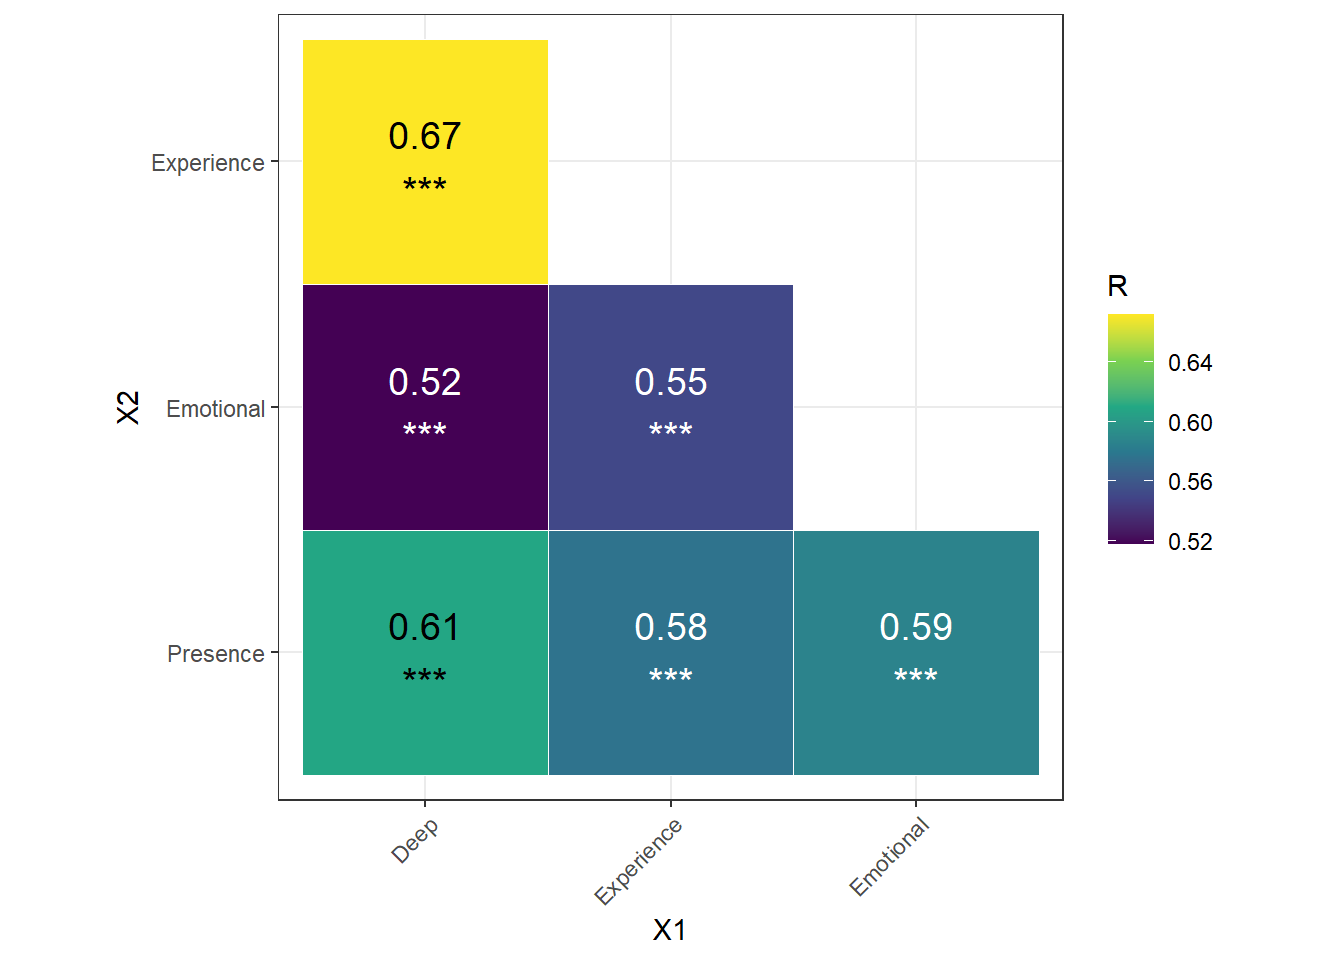 0.67
***
Experience
0.52
***
0.55
***
Emotional
0.61
***
0.58
***
0.59
***
Presence
X2
Deep
Experience
Emotional
X1
R
0.64
0.60
0.56
0.52